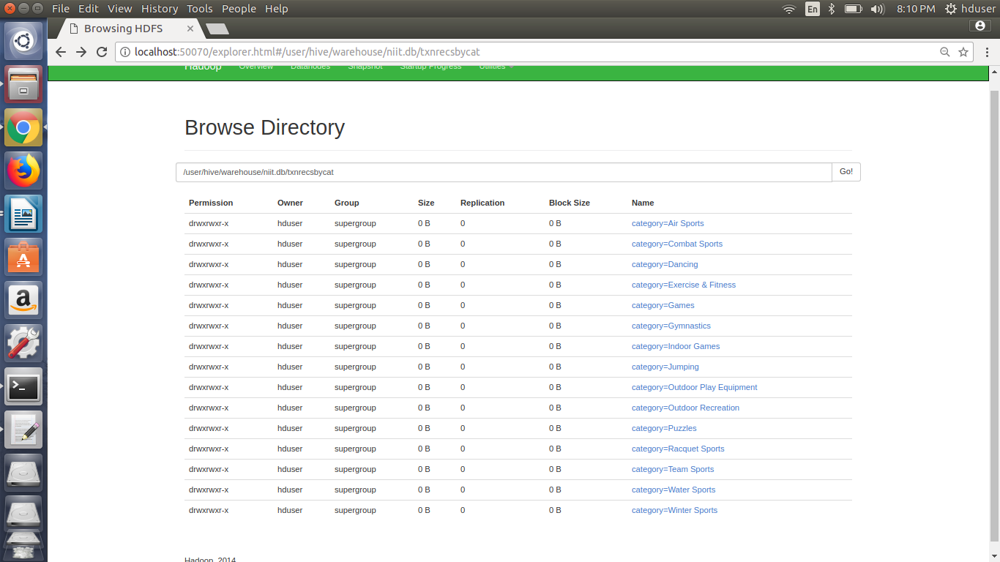 File Edit View History Tools People Help En 8:10 PM hduser
Browsing HDFS
localhost:50070/explorer.html#/user/hive/warehouse/niit.db/txnrecsbycat
Hadoop Overview Datanodes Snapshot Startup Progress Utilities
Browse Directory
/user/hive/warehouse/niit.db/txnrecsbycat Go!
Permission Owner Group Size Replication Block Size Name
drwxrwxr-x hduser supergroup 0 B 0 0 B category=Air Sports
drwxrwxr-x hduser supergroup 0 B 0 0 B category=Combat Sports
drwxrwxr-x hduser supergroup 0 B 0 0 B category=Dancing
drwxrwxr-x hduser supergroup 0 B 0 0 B category=Exercise & Fitness
drwxrwxr-x hduser supergroup 0 B 0 0 B category=Games
drwxrwxr-x hduser supergroup 0 B 0 0 B category=Gymnastics
drwxrwxr-x hduser supergroup 0 B 0 0 B category=Indoor Games
drwxrwxr-x hduser supergroup 0 B 0 0 B category=Jumping
drwxrwxr-x hduser supergroup 0 B 0 0 B category=Outdoor Play Equipment
drwxrwxr-x hduser supergroup 0 B 0 0 B category=Outdoor Recreation
drwxrwxr-x hduser supergroup 0 B 0 0 B category=Puzzles
drwxrwxr-x hduser supergroup 0 B 0 0 B category=Racquet Sports
drwxrwxr-x hduser supergroup 0 B 0 0 B category=Team Sports
drwxrwxr-x hduser supergroup 0 B 0 0 B category=Water Sports
drwxrwxr-x hduser supergroup 0 B 0 0 B category=Winter Sports
Hadoop, 2014.